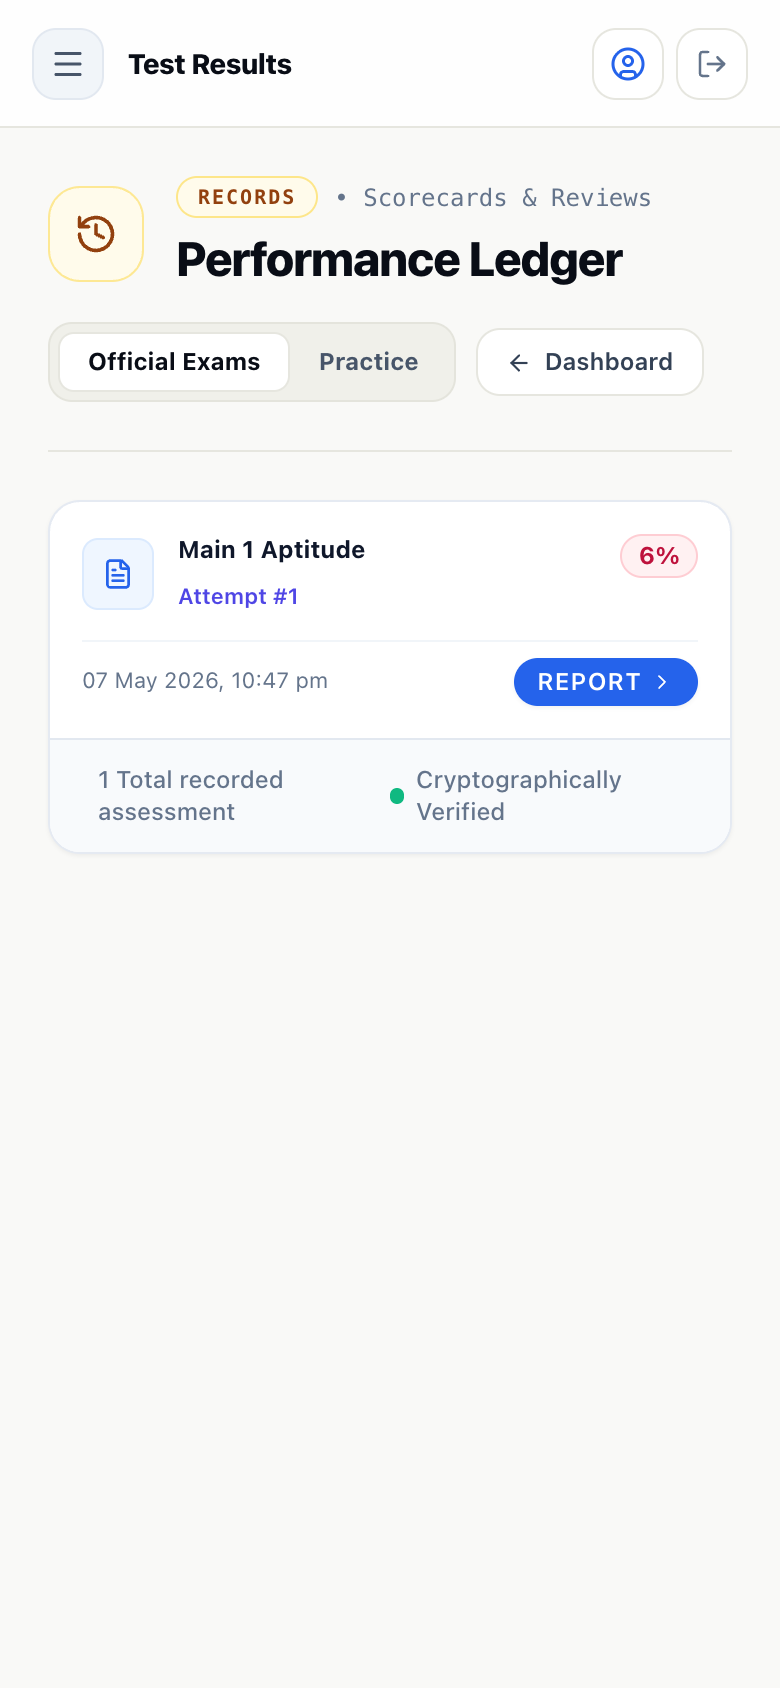 Test Results
RECORDS • Scorecards & Reviews
Performance Ledger
Official Exams Practice ← Dashboard
Main 1 Aptitude 6%
Attempt #1
07 May 2026, 10:47 pm REPORT >
1 Total recorded
assessment
Cryptographically
Verified